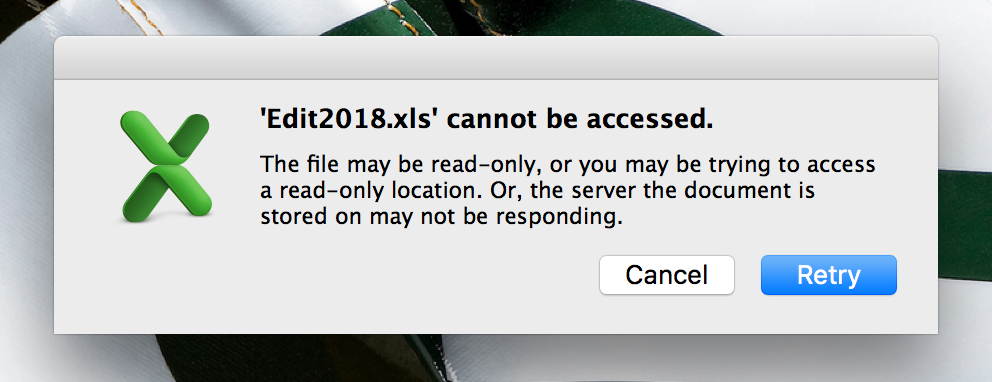 'Edit2018.xls' cannot be accessed.
The file may be read-only, or you may be trying to access
a read-only location. Or, the server the document is
stored on may not be responding.
Cancel
Retry